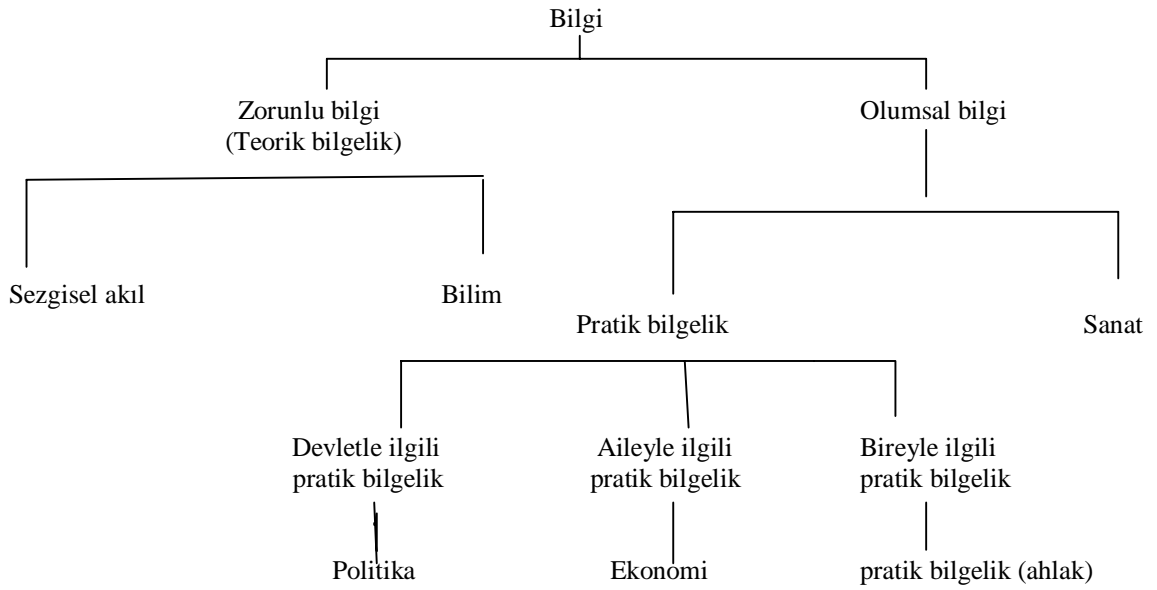 Bilgi
Zorunlu bilgi
(Teorik bilgelik)
Olumsal bilgi
Sezgisel akıl
Bilim
Pratik bilgelik
Sanat
Devletle ilgili
pratik bilgelik
Aileyle ilgili
pratik bilgelik
Bireyle ilgili
pratik bilgelik
Politika
Ekonomi
pratik bilgelik (ahlak)